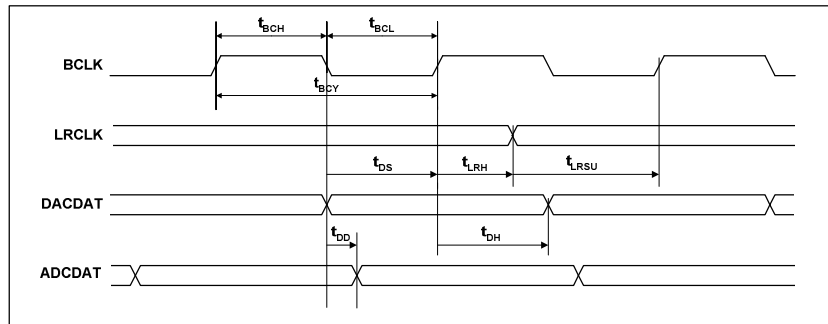 tBCH tBCL
BCLK
tBCY
LRCLK
tDS tLRH tLRSU
DACDAT
tDD tDH
ADCDAT